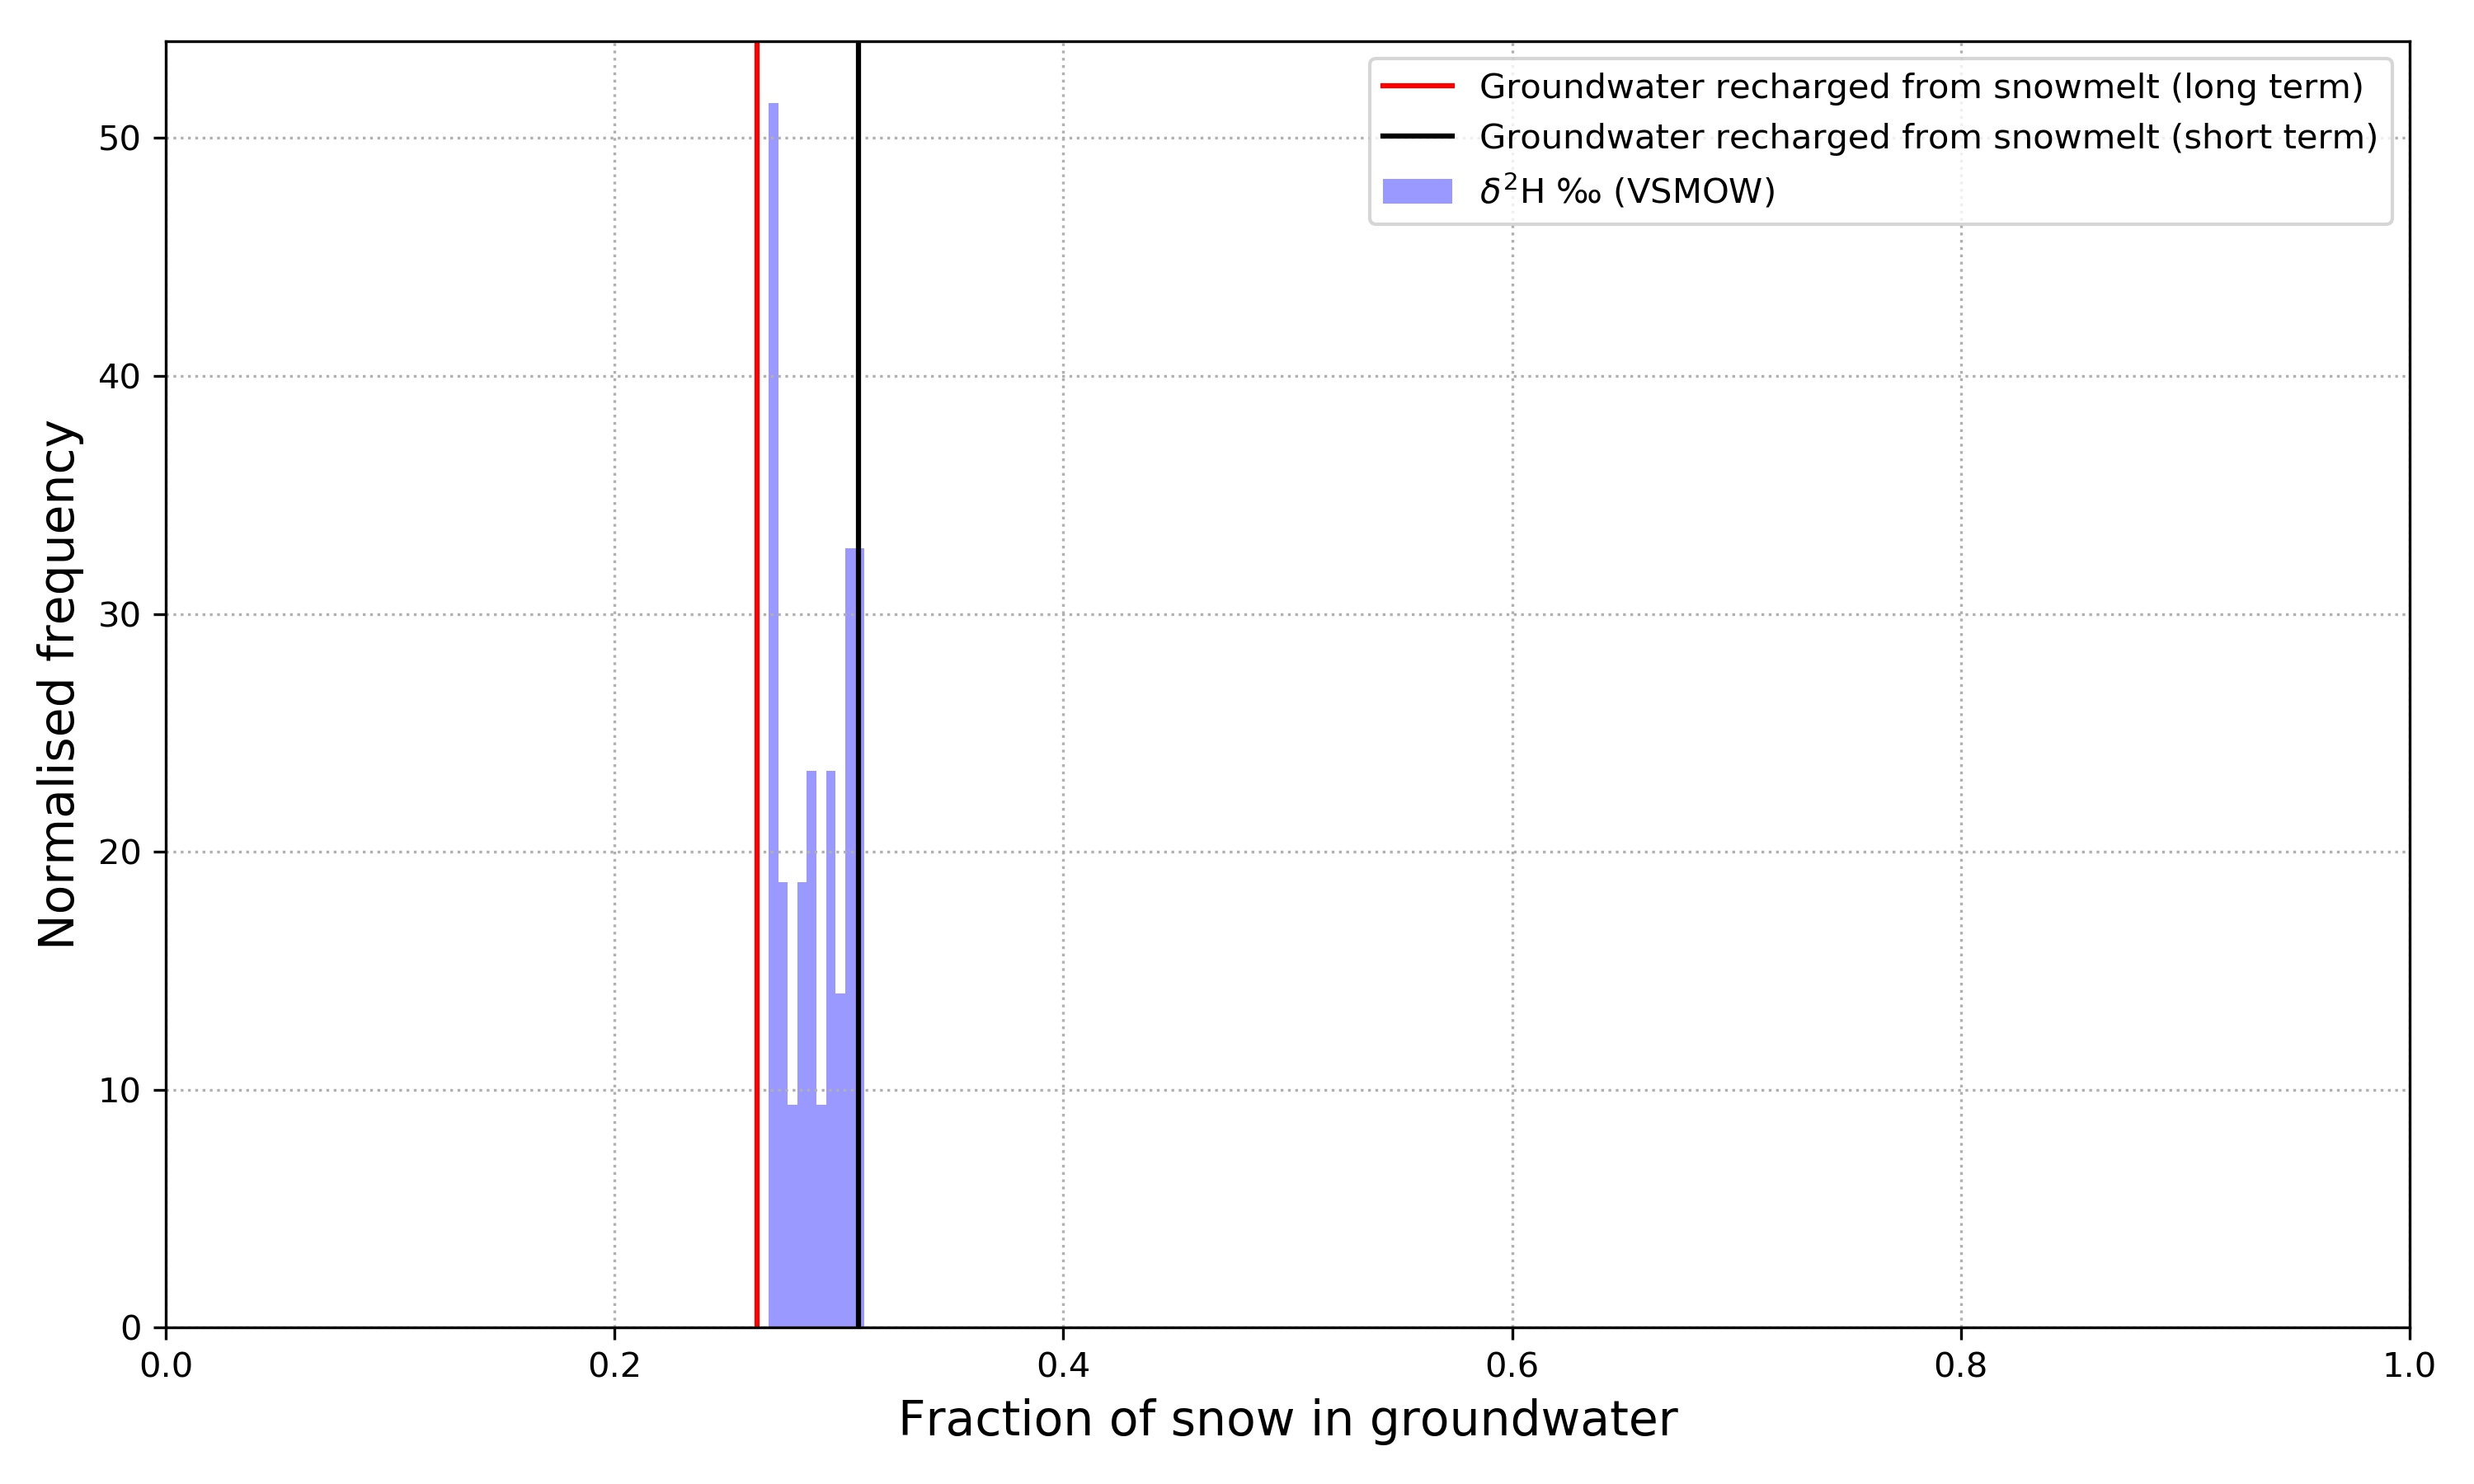 Groundwater recharged from snowmelt (long term)
Groundwater recharged from snowmelt (short term)
δ²H ‰ (VSMOW)
50
40
30
20
10
0
Normalised frequency
0.0 0.2 0.4 0.6 0.8 1.0
Fraction of snow in groundwater